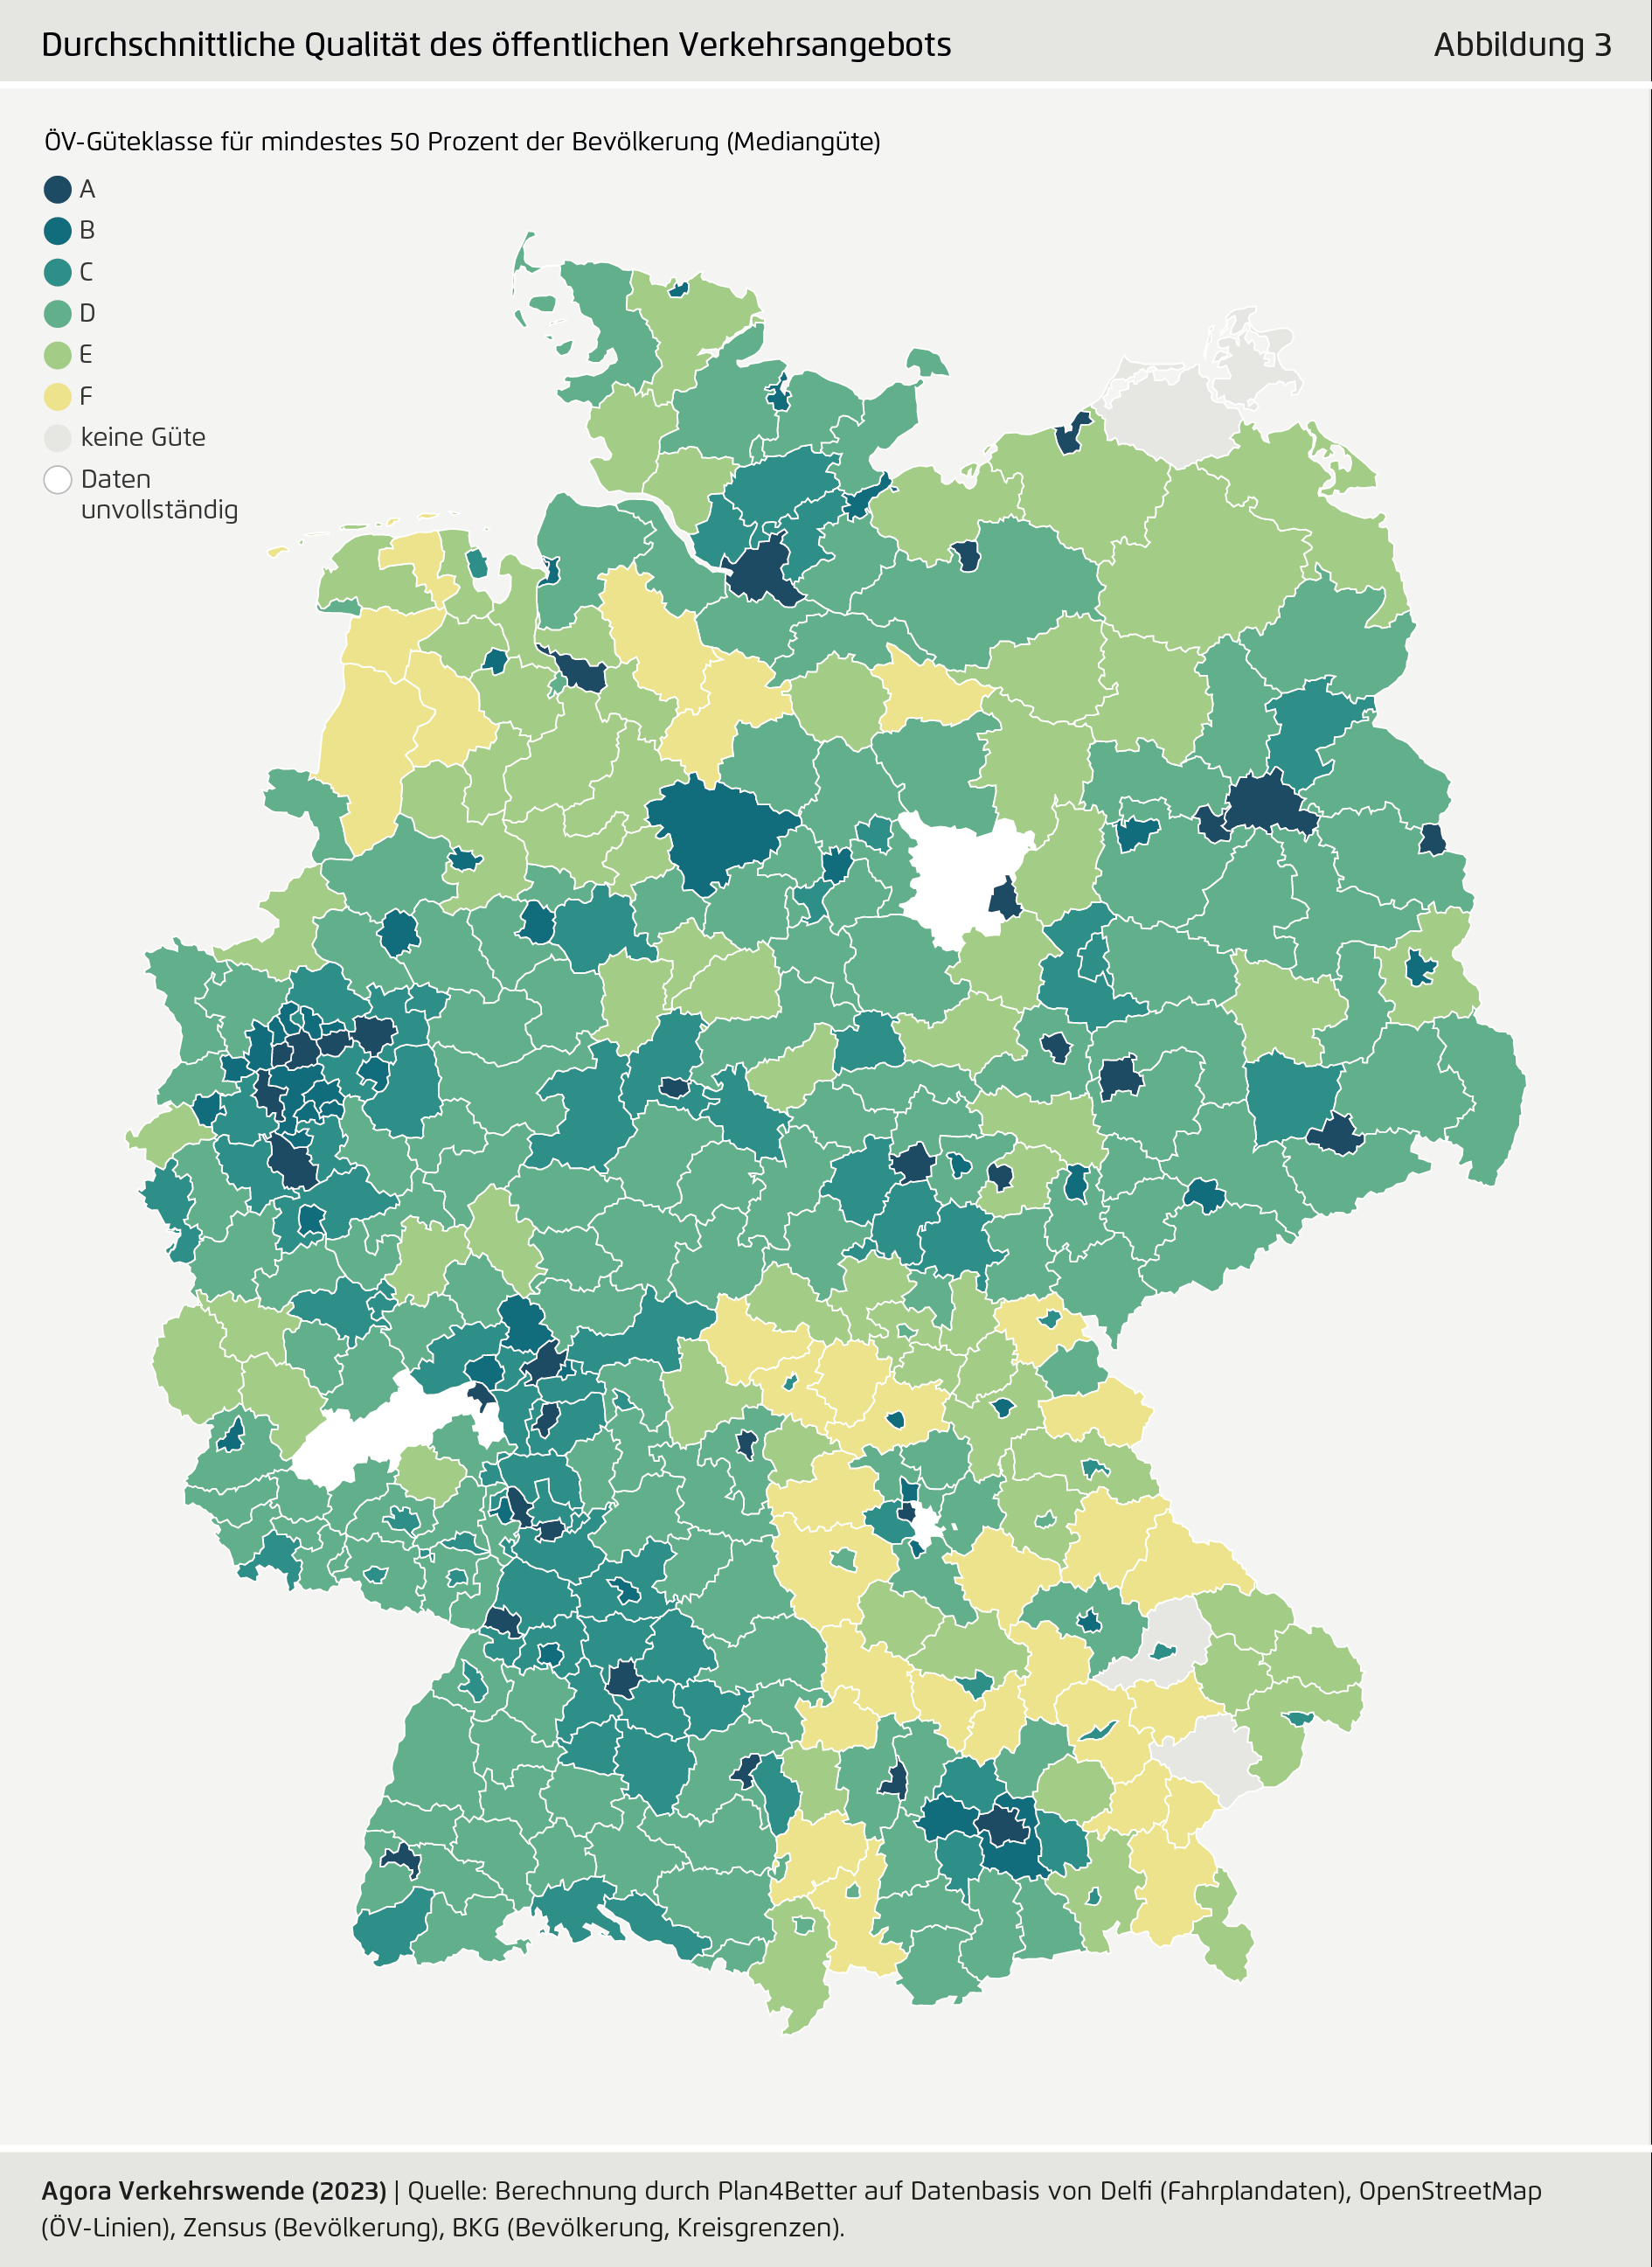 Durchschnittliche Qualität des öffentlichen Verkehrsangebots
Abbildung 3
ÖV-Güteklasse für mindestes 50 Prozent der Bevölkerung (Mediangüte)
A
B
C
D
E
F
keine Güte
Daten
unvollständig
Agora Verkehrswende (2023) | Quelle: Berechnung durch Plan4Better auf Datenbasis von Delfi (Fahrplandaten), OpenStreetMap
(ÖV-Linien), Zensus (Bevölkerung), BKG (Bevölkerung, Kreisgrenzen).